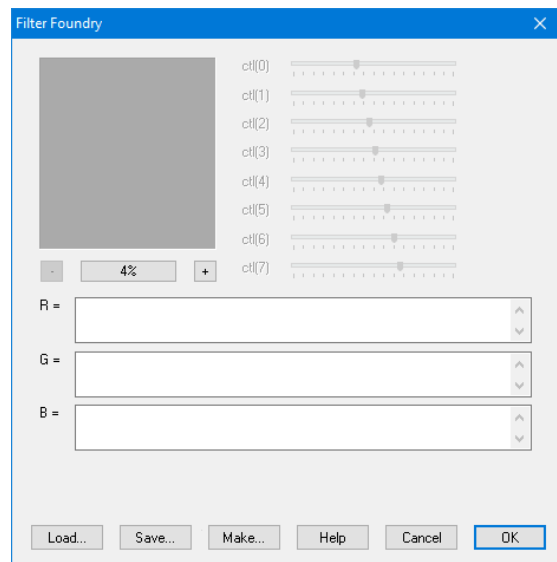 Filter Foundry
ctl(0)
ctl(1)
ctl(2)
ctl(3)
ctl(4)
ctl(5)
ctl(6)
- 4% + ctl(7)
R =
G =
B =
Load... Save... Make... Help Cancel OK